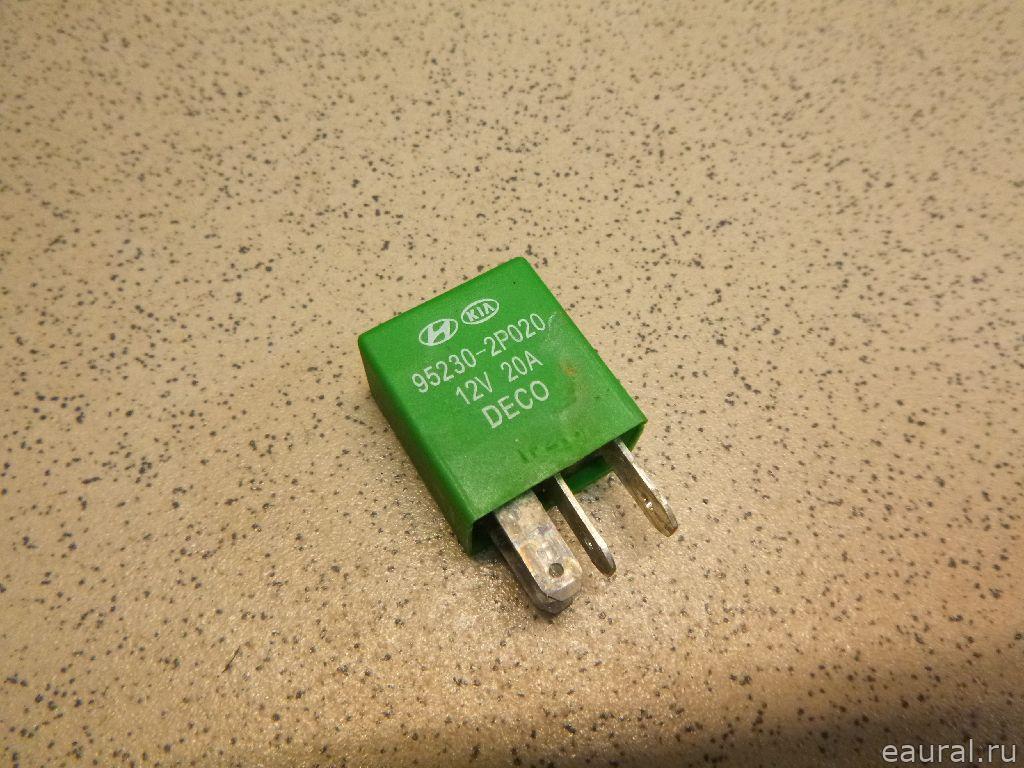 KIA
95230-2P020
12V 20A
DECO
eaural.ru